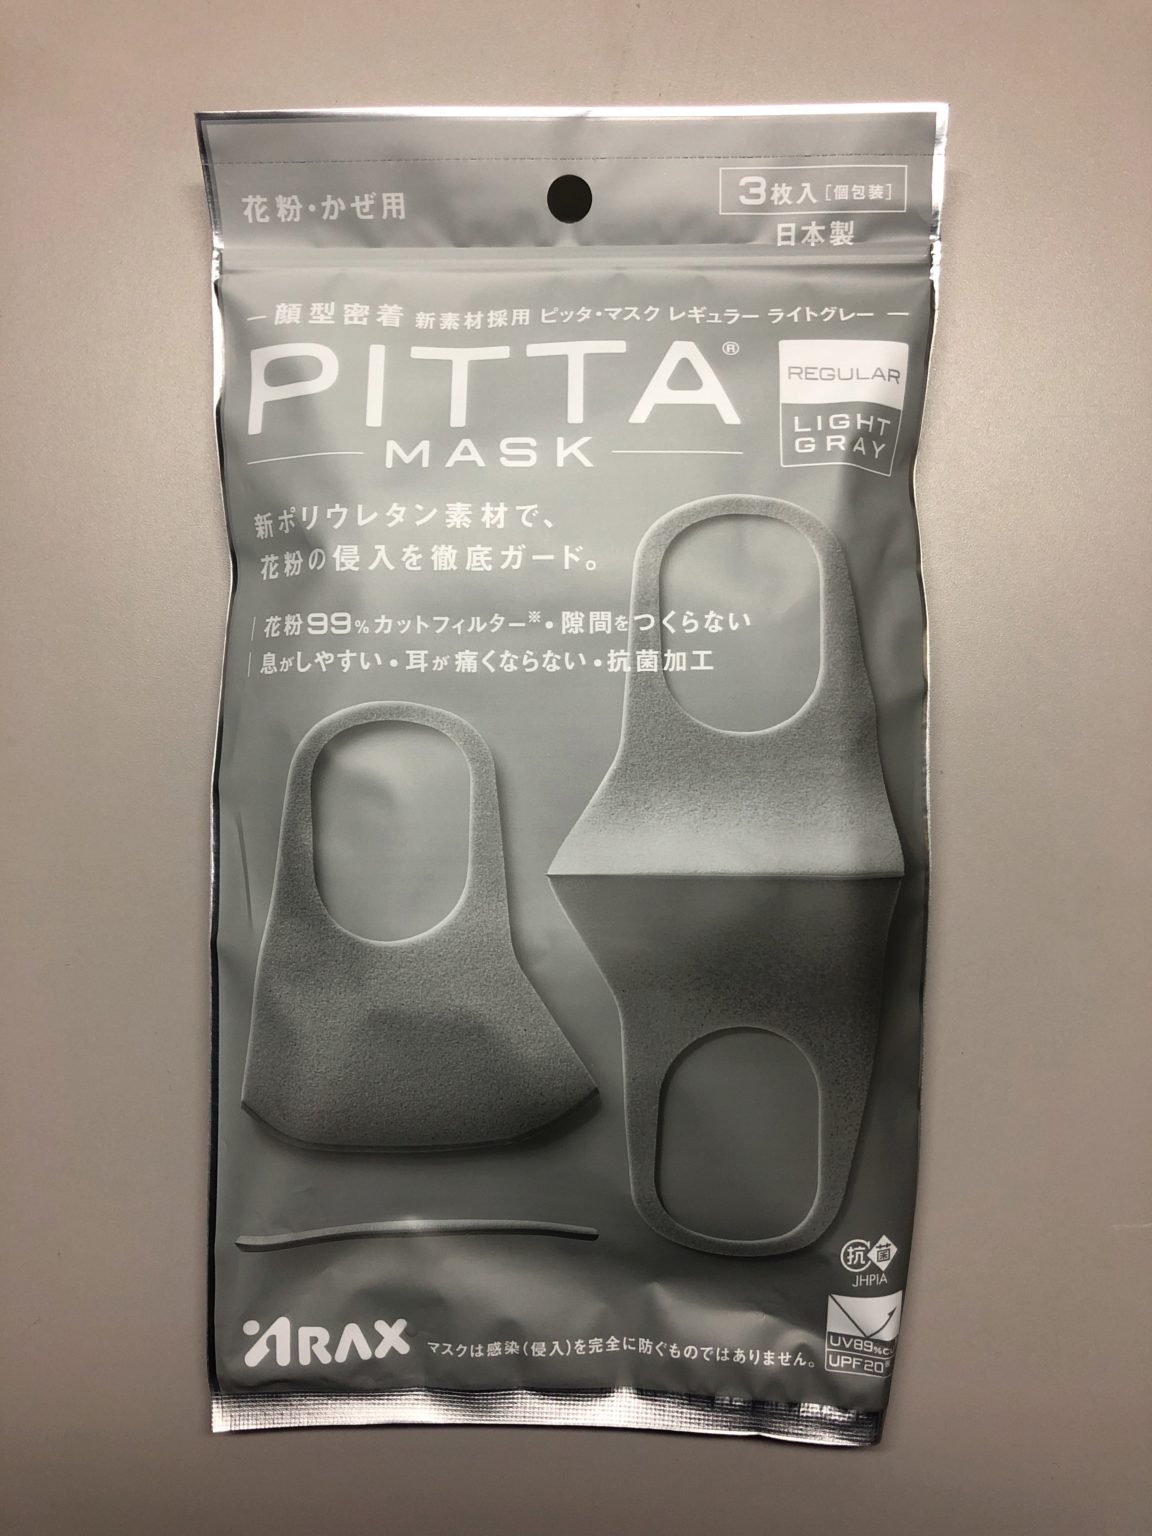 花粉・かぜ用
3枚入［個包装］
日本製
顔型密着 新素材採用 ピッタ・マスク レギュラー ライトグレー
PITTA®
MASK
REGULAR
LIGHT
GRAY
新ポリウレタン素材で、
花粉の侵入を徹底ガード。
花粉99%カットフィルター※・隙間をつくらない
息がしやすい・耳が痛くならない・抗菌加工
抗菌
JHPIA
UV89%
UPF20
ARAX
マスクは感染(侵入)を完全に防ぐものではありません。